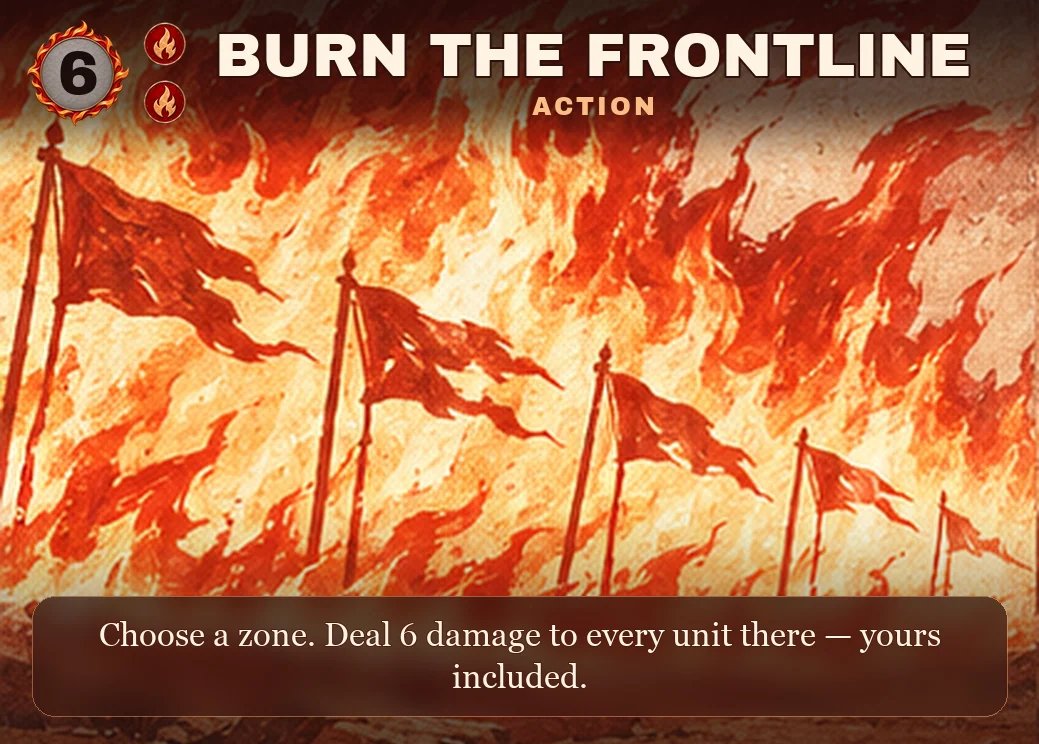 6
BURN THE FRONTLINE
ACTION
Choose a zone. Deal 6 damage to every unit there — yours
included.